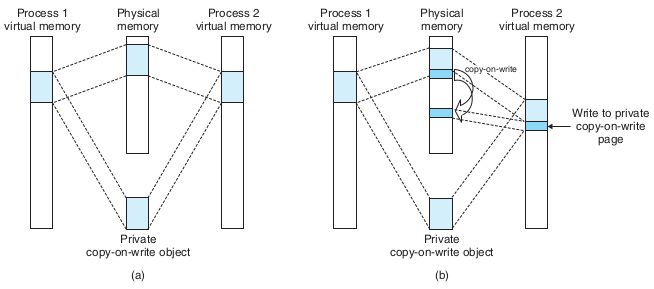 Process 1
virtual memory
Physical
memory
Process 2
virtual memory
Private
copy-on-write object
(a)
Process 1
virtual memory
Physical
memory
Process 2
virtual memory
copy-on-write
Write to private
copy-on-write
page
Private
copy-on-write object
(b)